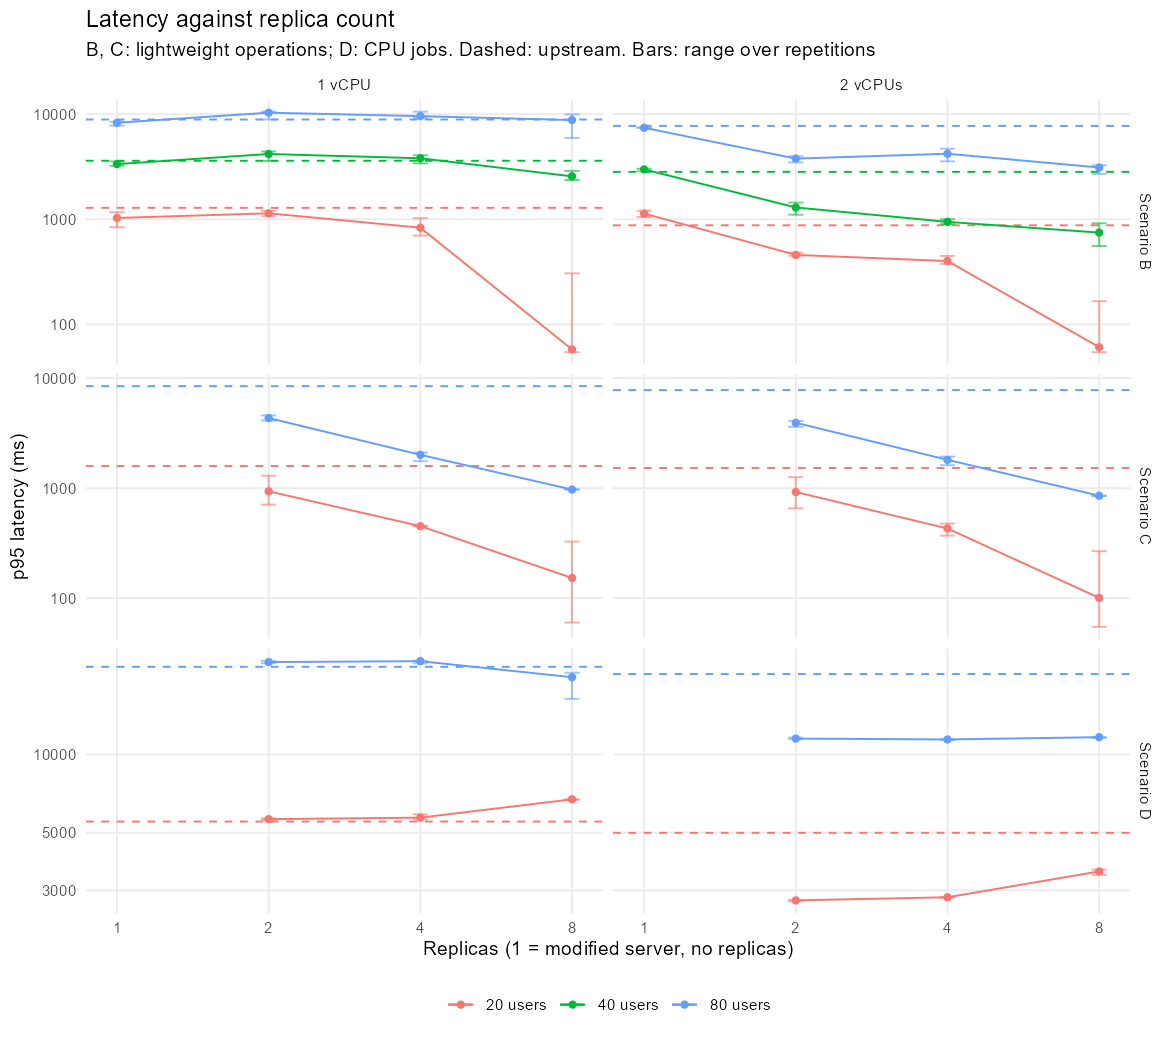 Latency against replica count
B, C: lightweight operations; D: CPU jobs. Dashed: upstream. Bars: range over repetitions
1 vCPU
2 vCPUs
10000
1000
100
Scenario B
10000
1000
100
Scenario C
10000
5000
3000
Scenario D
p95 latency (ms)
1 2 4 8
1 2 4 8
Replicas (1 = modified server, no replicas)
20 users 40 users 80 users